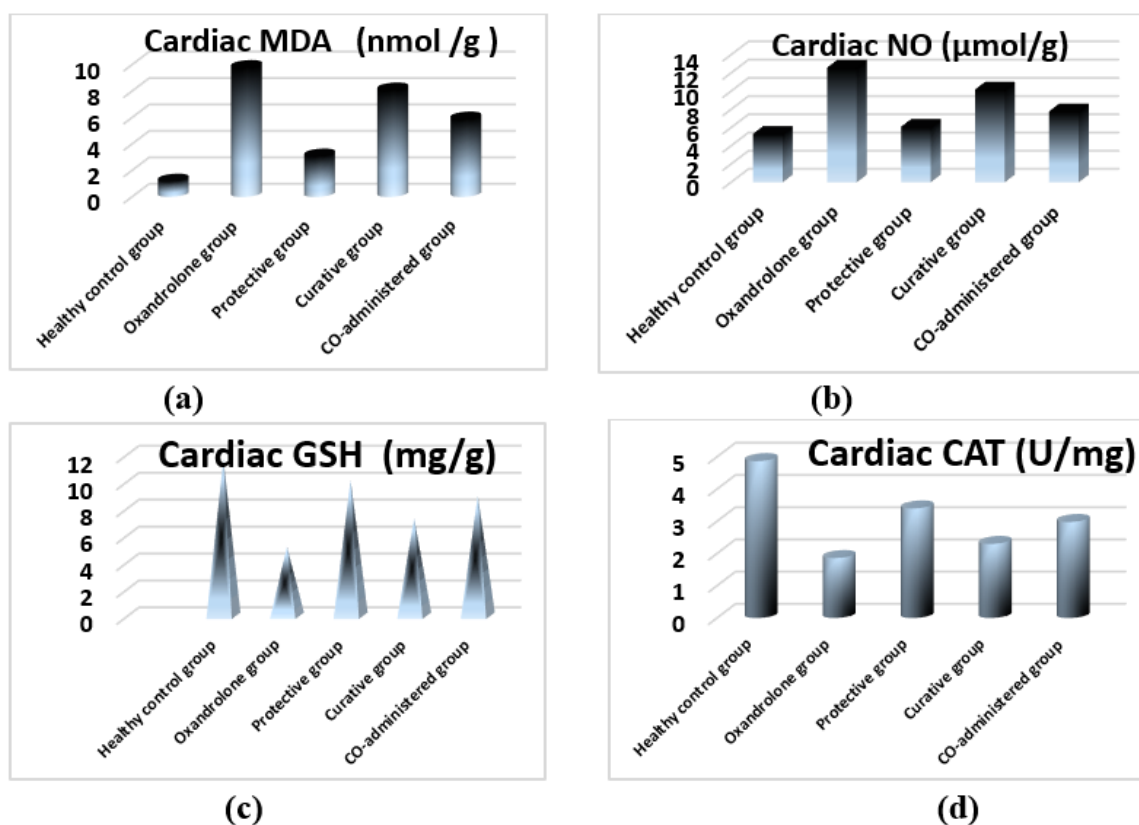 Cardiac MDA (nmol /g )
10
8
6
4
2
0
Healthy control group
Oxandrolone group
Protective group
Curative group
CO-administered group
(a)
Cardiac NO (µmol/g)
14
12
10
8
6
4
2
0
Healthy control group
Oxandrolone group
Protective group
Curative group
CO-administered group
(b)
Cardiac GSH (mg/g)
12
10
8
6
4
2
0
Healthy control group
Oxandrolone group
Protective group
Curative group
CO-administered group
(c)
Cardiac CAT (U/mg)
5
4
3
2
1
0
Healthy control group
Oxandrolone group
Protective group
Curative group
CO-administered group
(d)